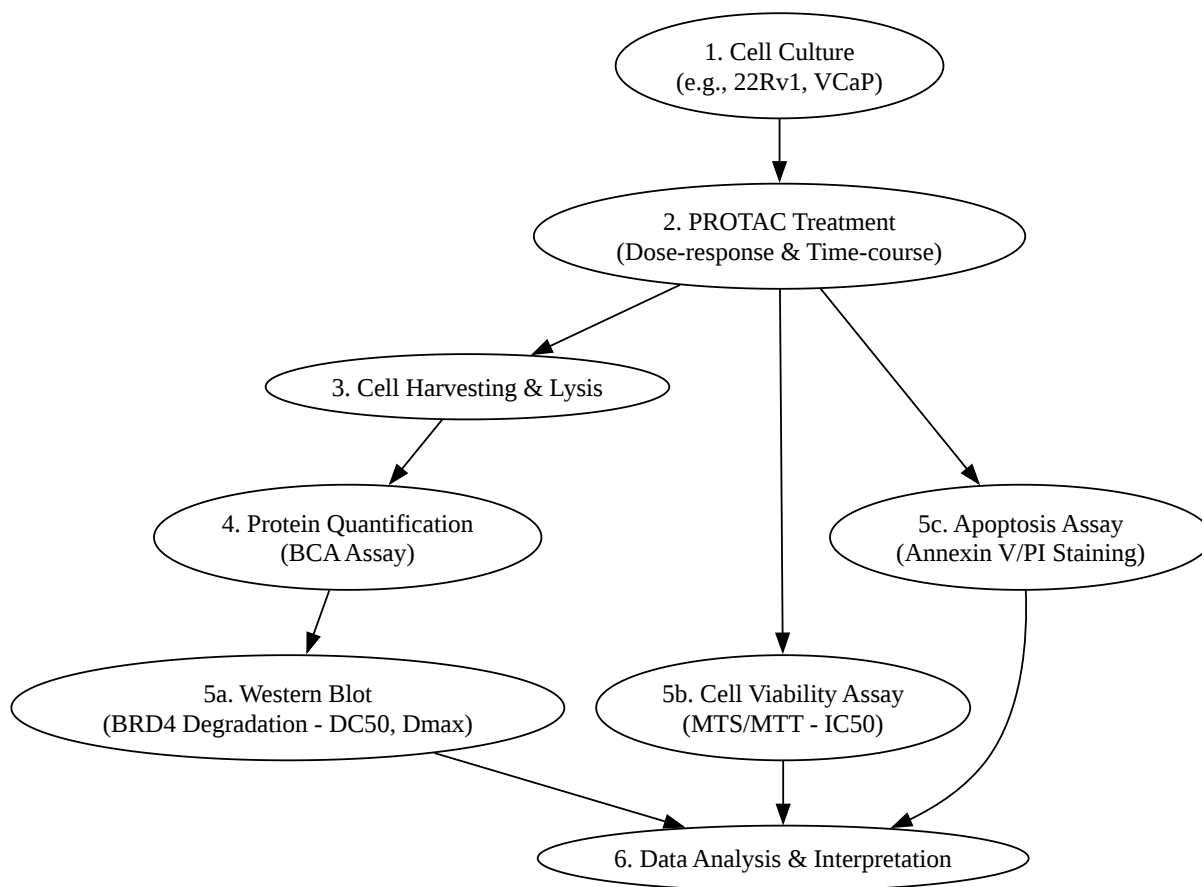 1. Cell Culture
(e.g., 22Rv1, VCaP)
2. PROTAC Treatment
(Dose-response & Time-course)
3. Cell Harvesting & Lysis
4. Protein Quantification
(BCA Assay)
5c. Apoptosis Assay
(Annexin V/PI Staining)
5a. Western Blot
(BRD4 Degradation - DC50, Dmax)
5b. Cell Viability Assay
(MTS/MTT - IC50)
6. Data Analysis & Interpretation